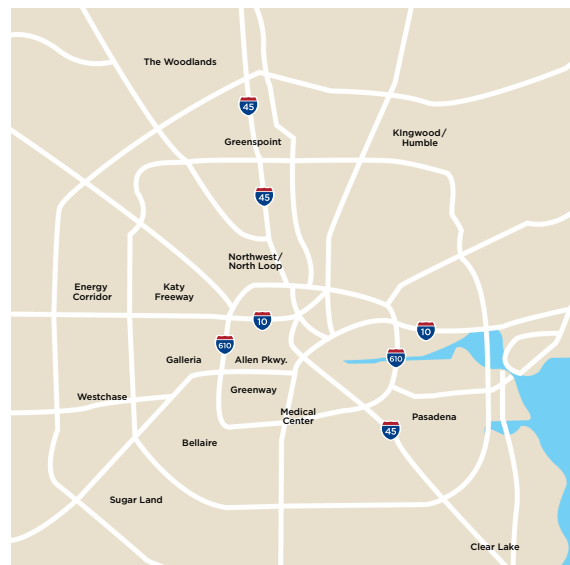 The Woodlands
45
Greenspoint
KIngwood/
Humble
45
Northwest/
North Loop
Energy
Corridor
Katy
Freeway
10
10
610
Galleria
Allen Pkwy.
610
Greenway
Westchase
Medical
Center
Pasadena
45
Bellaire
Sugar Land
Clear Lake